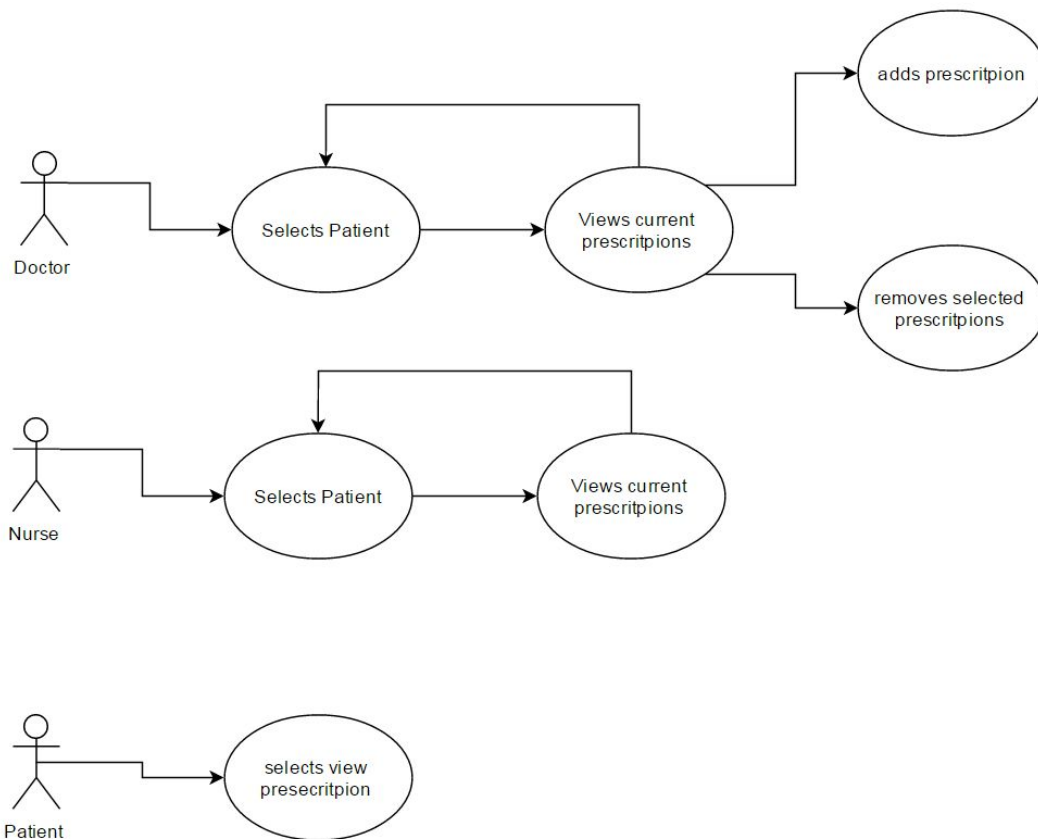 adds prescritpion
Selects Patient
Views current
prescritpions
Doctor
removes selected
prescritpions
Selects Patient
Views current
prescritpions
Nurse
selects view
presecritpion
Patient